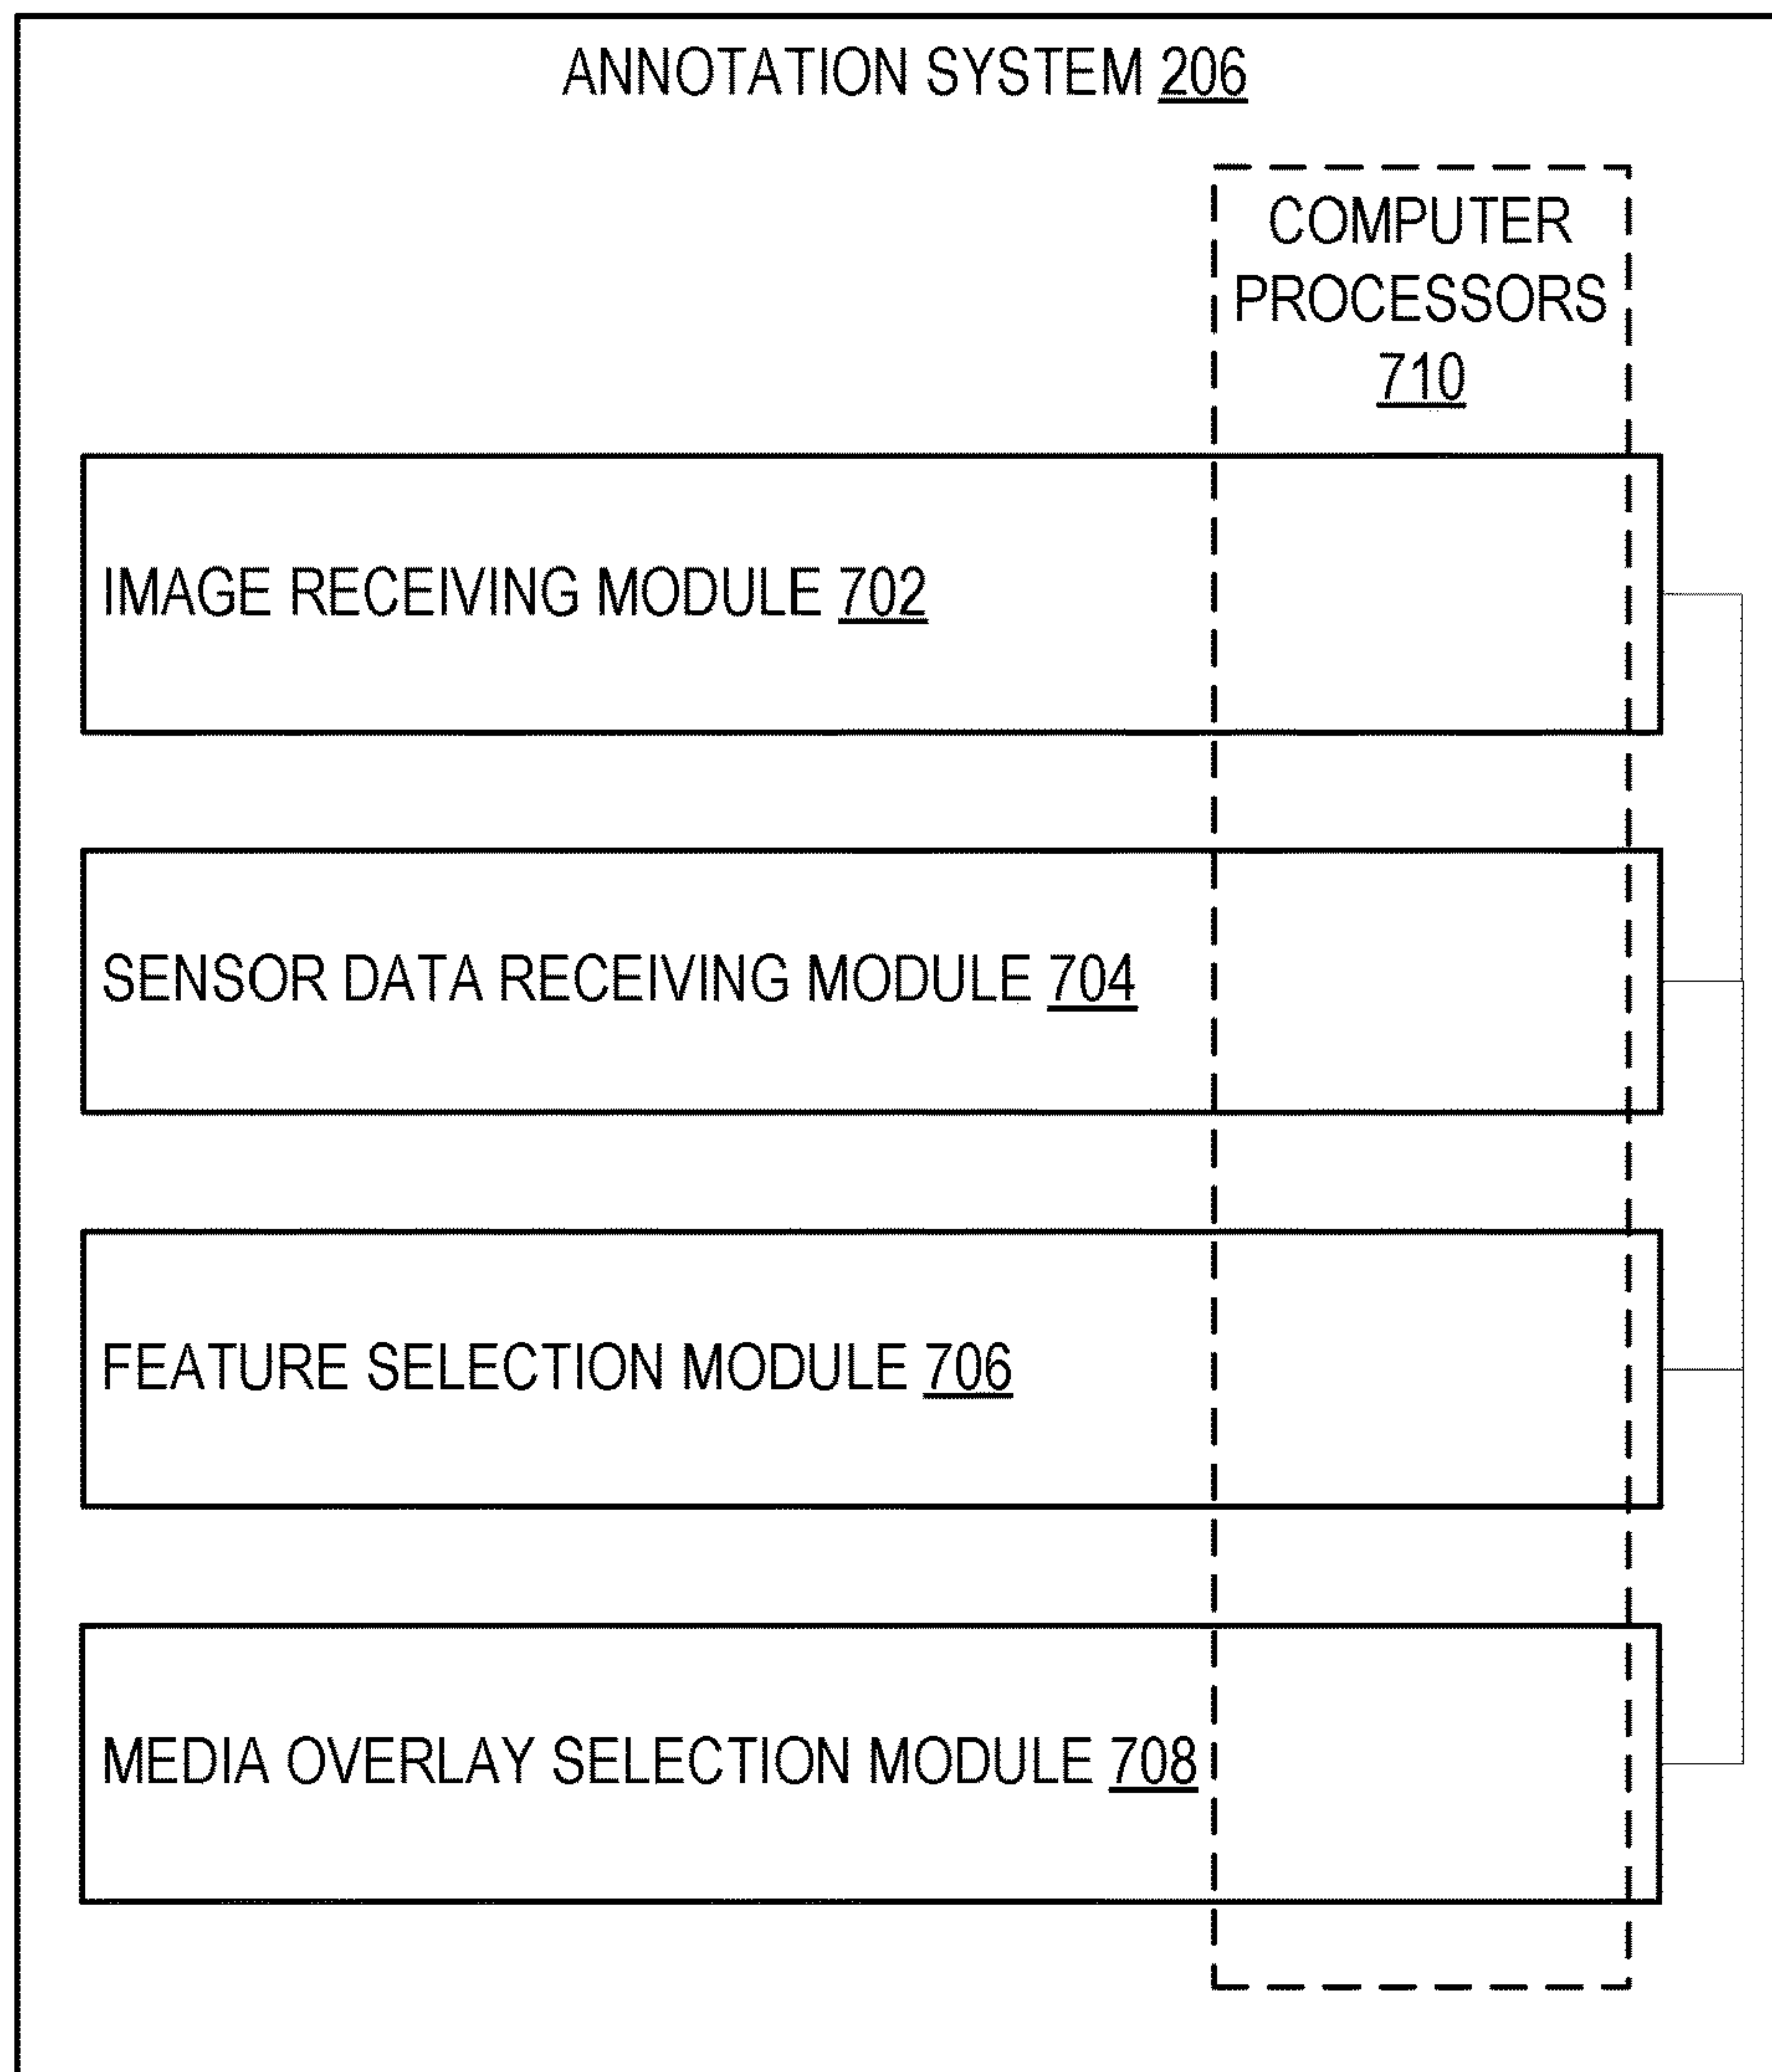 ANNOTATION SYSTEM 206
COMPUTER
PROCESSORS
710
IMAGE RECEIVING MODULE 702
SENSOR DATA RECEIVING MODULE 704
FEATURE SELECTION MODULE 706
MEDIA OVERLAY SELECTION MODULE 708